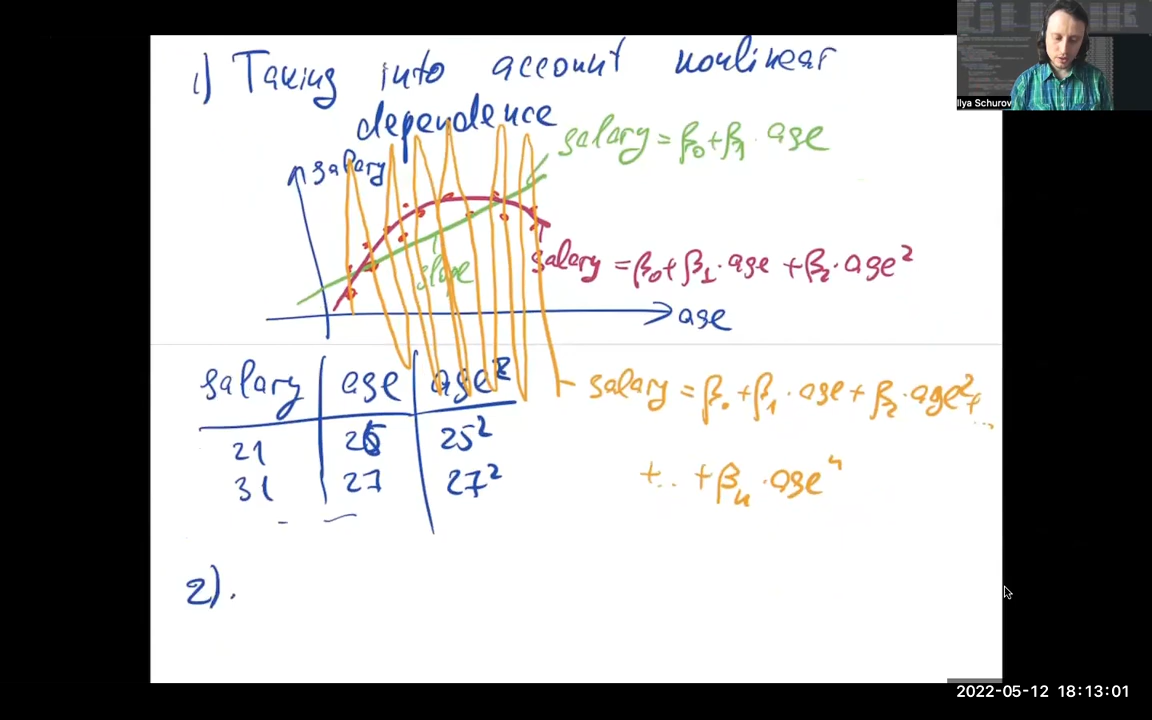 1) Taking into account nonlinear
dependence
salary = β₀+β₁·age
salary
slope
salary = β₀+β₁·age+β₂·age²
age
salary age age²
21 25 25²
31 27 27²
salary = β₀+β₁·age+β₂·age²+...
+..+βₙ·ageⁿ
2).
Ilya Schurov
2022-05-12 18:13:01